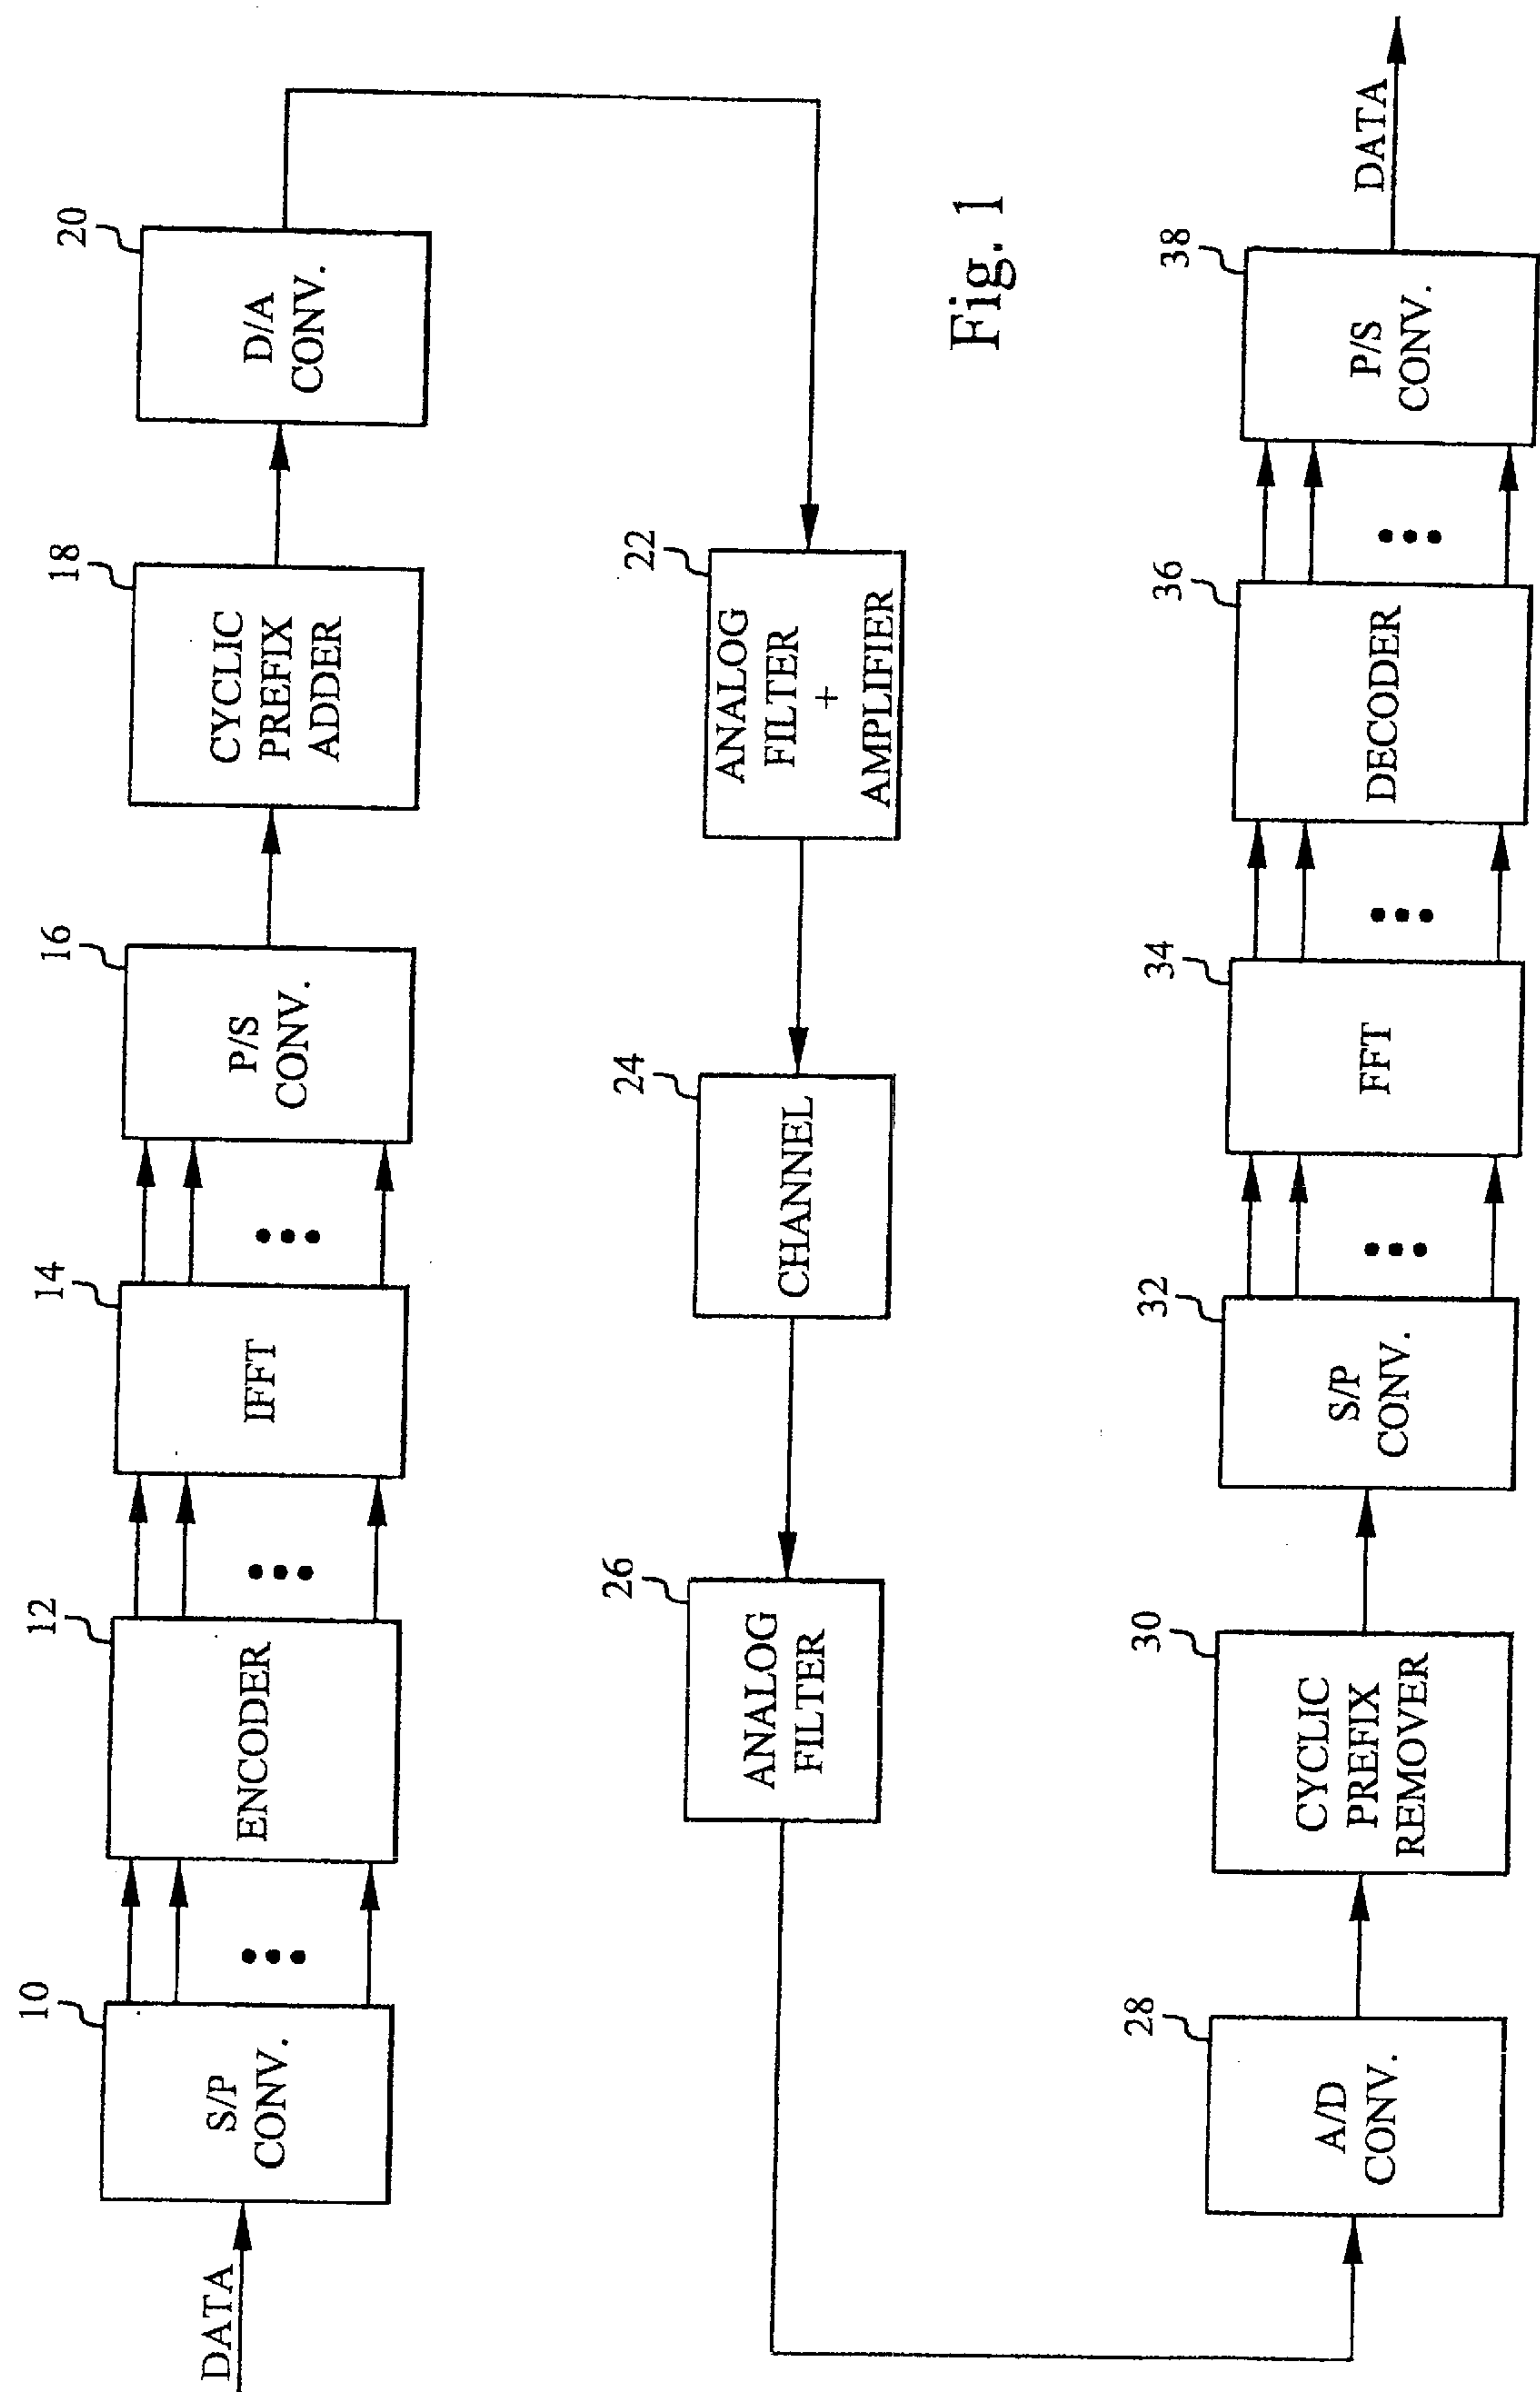 DATA
10
S/P
CONV.
12
ENCODER
14
IFFT
16
P/S
CONV.
18
CYCLIC
PREFIX
ADDER
20
D/A
CONV.
22
ANALOG
FILTER
+
AMPLIFIER
24
CHANNEL
26
ANALOG
FILTER
Fig. 1
28
A/D
CONV.
30
CYCLIC
PREFIX
REMOVER
32
S/P
CONV.
34
FFT
36
DECODER
38
P/S
CONV.
DATA